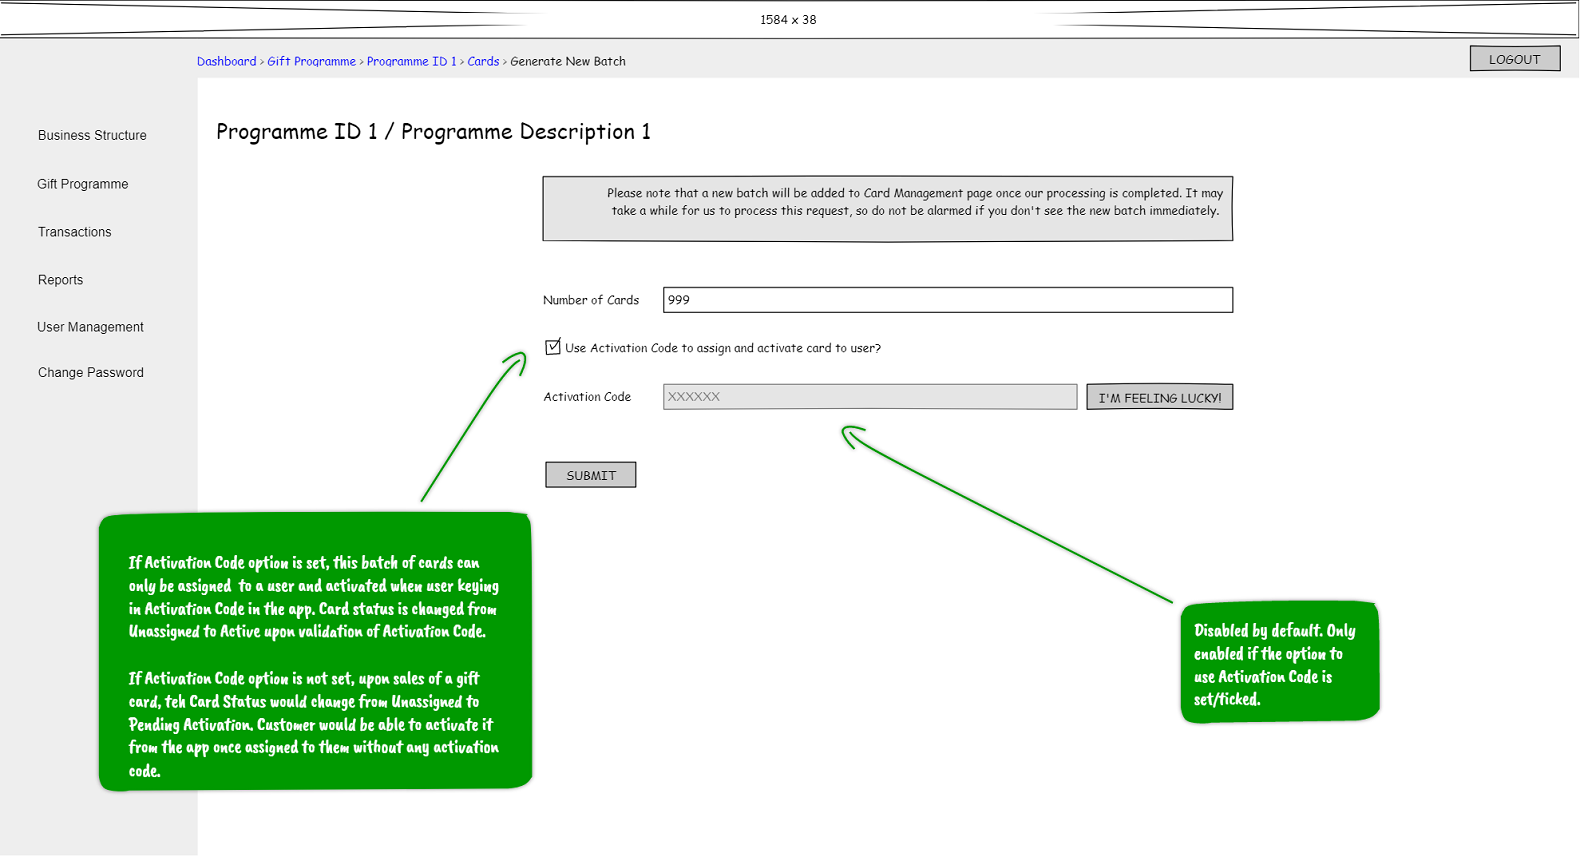 1584 x 38
Dashboard > Gift Programme > Programme ID 1 > Cards > Generate New Batch
LOGOUT
Business Structure
Gift Programme
Transactions
Reports
User Management
Change Password
Programme ID 1 / Programme Description 1
Please note that a new batch will be added to Card Management page once our processing is completed. It may
take a while for us to process this request, so do not be alarmed if you don't see the new batch immediately.
Number of Cards 999
Use Activation Code to assign and activate card to user?
Activation Code XXXXXX I'M FEELING LUCKY!
SUBMIT
If Activation Code option is set, this batch of cards can
only be assigned to a user and activated when user keying
in Activation Code in the app. Card status is changed from
Unassigned to Active upon validation of Activation Code.
If Activation Code option is not set, upon sales of a gift
card, teh Card Status would change from Unassigned to
Pending Activation. Customer would be able to activate it
from the app once assigned to them without any activation
code.
Disabled by default. Only
enabled if the option to
use Activation Code is
set/ticked.